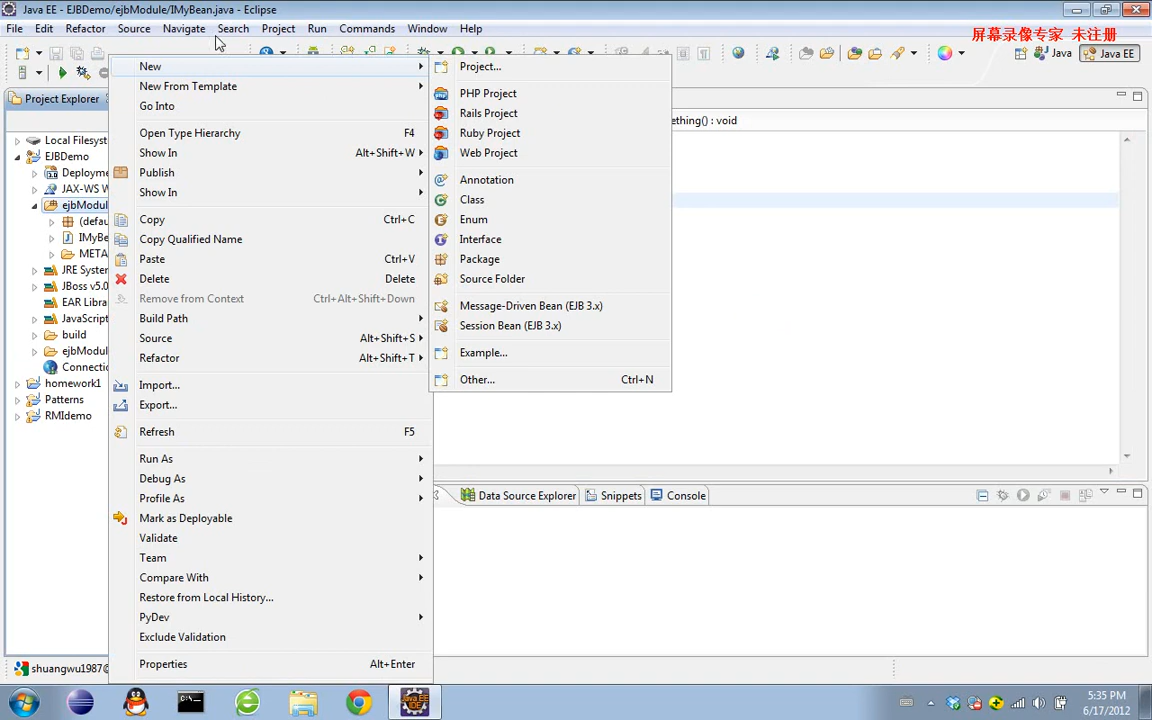 Java EE - EJBDemo/ejbModule/IMyBean.java - Eclipse
File Edit Refactor Source Navigate Search Project Run Commands Window Help
屏幕录像专家 未注册
Java
Java EE
Project Explorer
ething() : void
Local Filesyst
EJBDemo
Deployme
JAX-WS W
ejbModul
(defau
IMyBe
META
JRE System
JBoss v5.0
EAR Libra
JavaScript
build
ejbModul
Connection
homework1
Patterns
RMIdemo
New
New From Template
Go Into
Open Type Hierarchy F4
Show In Alt+Shift+W
Publish
Show In
Copy Ctrl+C
Copy Qualified Name
Paste Ctrl+V
Delete Delete
Remove from Context Ctrl+Alt+Shift+Down
Build Path
Source Alt+Shift+S
Refactor Alt+Shift+T
Import...
Export...
Refresh F5
Run As
Debug As
Profile As
Mark as Deployable
Validate
Team
Compare With
Restore from Local History...
PyDev
Exclude Validation
Properties Alt+Enter
Project...
PHP Project
Rails Project
Ruby Project
Web Project
Annotation
Class
Enum
Interface
Package
Source Folder
Message-Driven Bean (EJB 3.x)
Session Bean (EJB 3.x)
Example...
Other... Ctrl+N
Data Source Explorer Snippets Console
shuangwu1987@
5:35 PM
6/17/2012